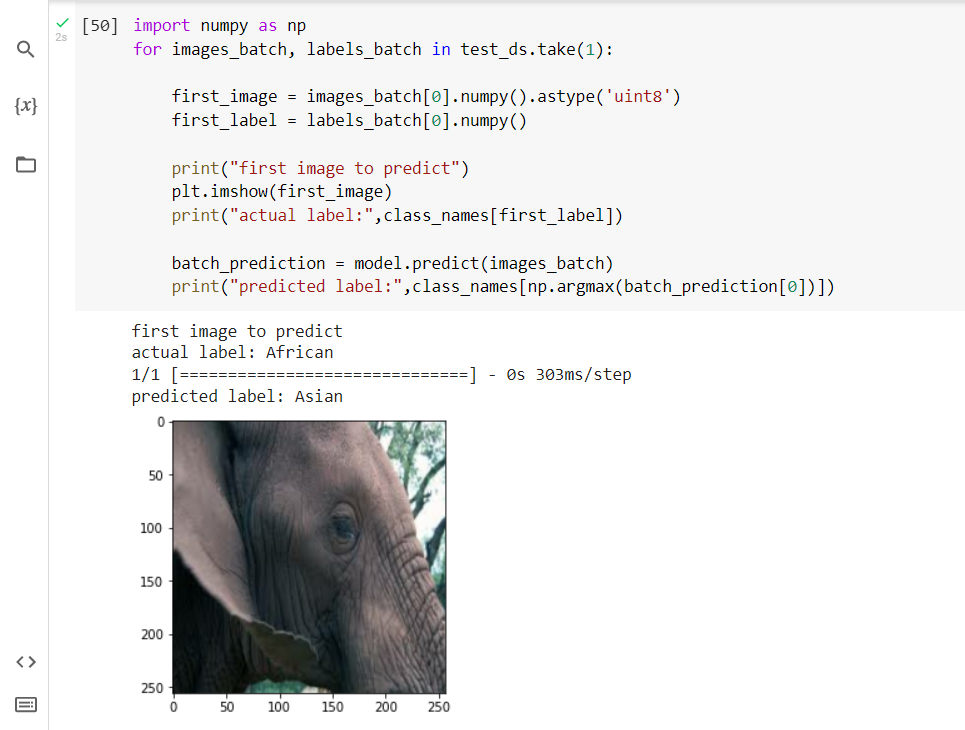 [50] import numpy as np
2s
for images_batch, labels_batch in test_ds.take(1):
first_image = images_batch[0].numpy().astype('uint8')
first_label = labels_batch[0].numpy()
print("first image to predict")
plt.imshow(first_image)
print("actual label:",class_names[first_label])
batch_prediction = model.predict(images_batch)
print("predicted label:",class_names[np.argmax(batch_prediction[0])])
{x}
first image to predict
actual label: African
1/1 [==============================] - 0s 303ms/step
predicted label: Asian
0
50
100
150
200
250
0 50 100 150 200 250